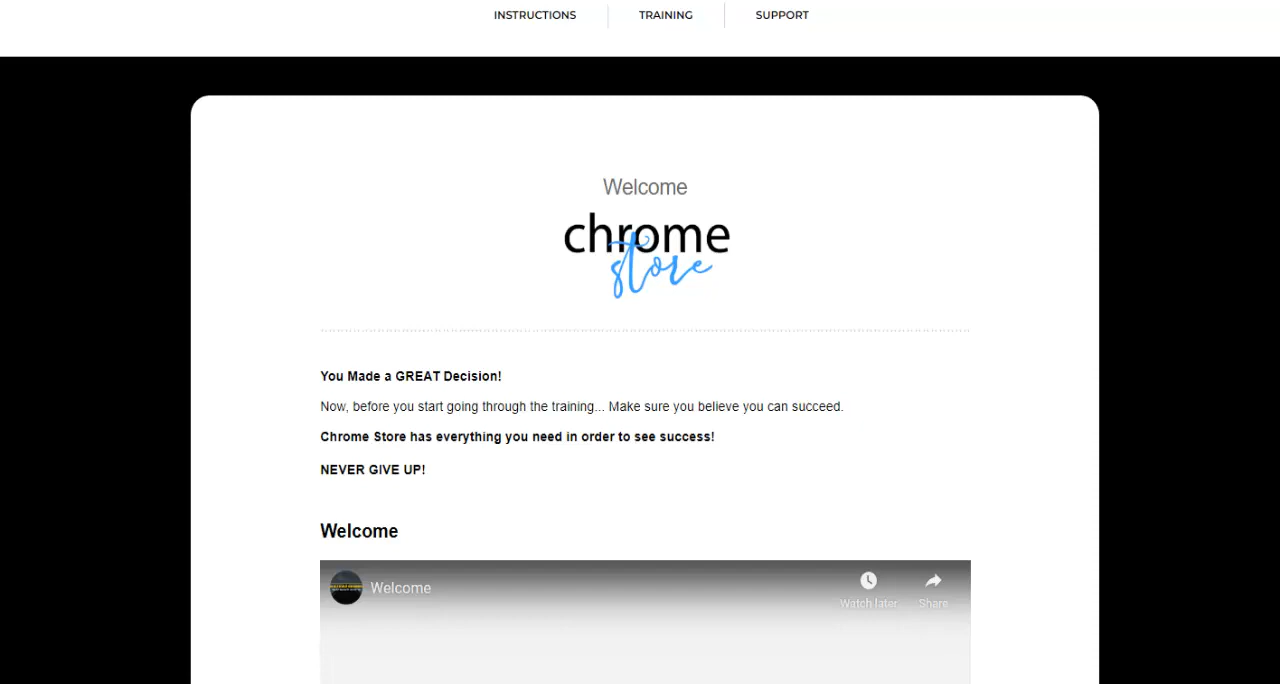 INSTRUCTIONS
TRAINING
SUPPORT
Welcome
chrome
store
You Made a GREAT Decision!
Now, before you start going through the training... Make sure you believe you can succeed.
Chrome Store has everything you need in order to see success!
NEVER GIVE UP!
Welcome
Welcome
Watch later
Share